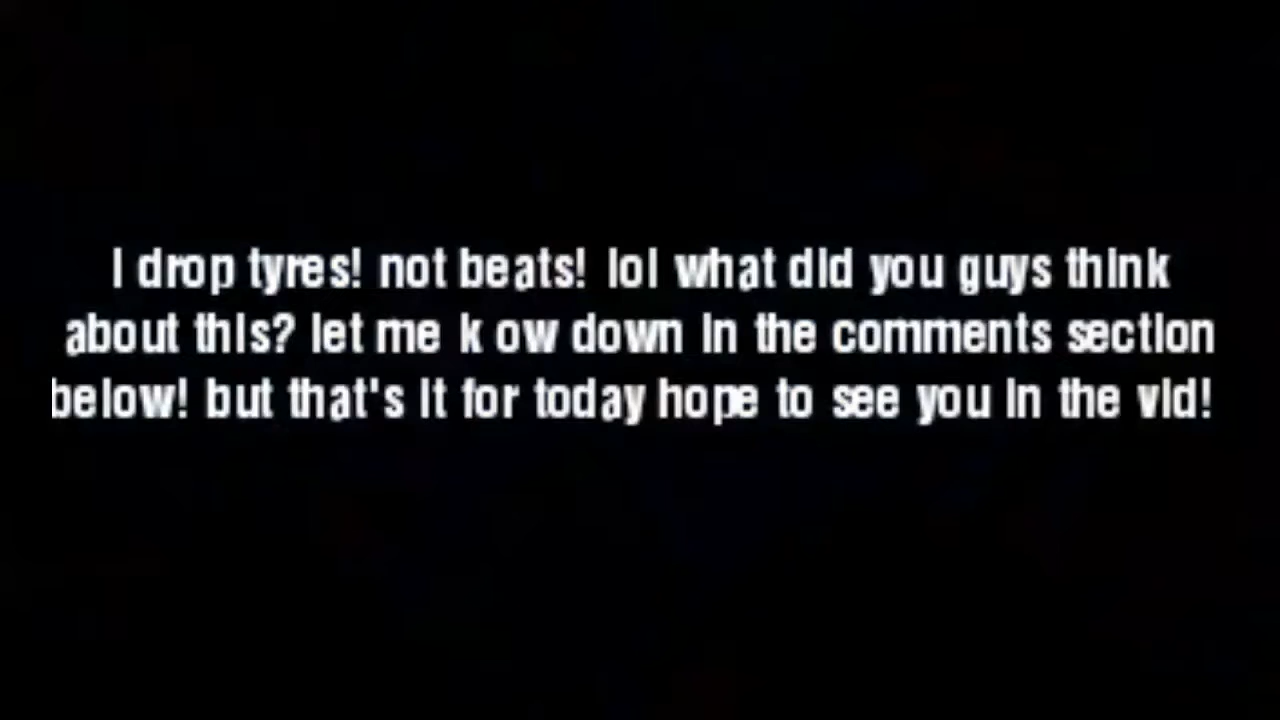 I drop tyres! not beats! lol what did you guys think
about this? let me k ow down in the comments section
below! but that's it for today hope to see you in the vid!